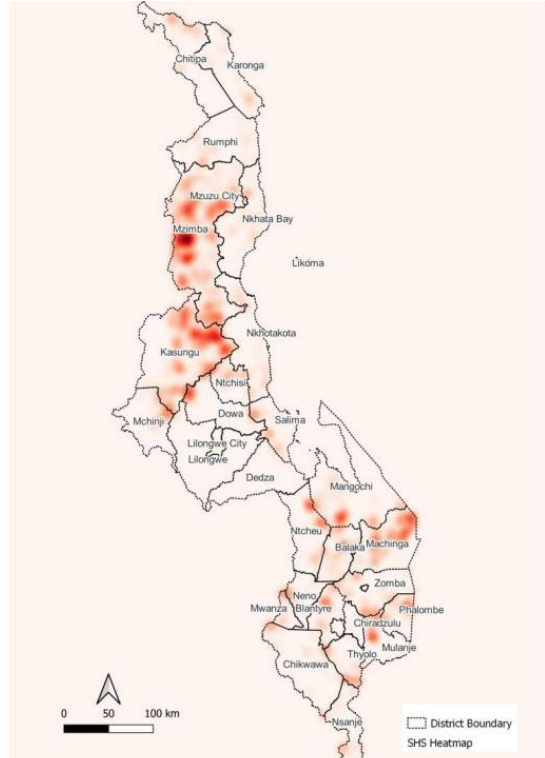 Chitipa
Karonga
Rumphi
Mzuzu City
Nkhata Bay
Mzimba
Likoma
Nkhotakota
Kasungu
Ntchisi
Dowa
Mchinji
Salima
Lilongwe City
Lilongwe
Dedza
Mangochi
Ntcheu
Balaka
Machinga
Zomba
Neno
Mwanza
Blantyre
Phalombe
Chiradzulu
Mulanje
Thyolo
Chikwawa
Nsanje
0 50 100 km
District Boundary
SHS Heatmap